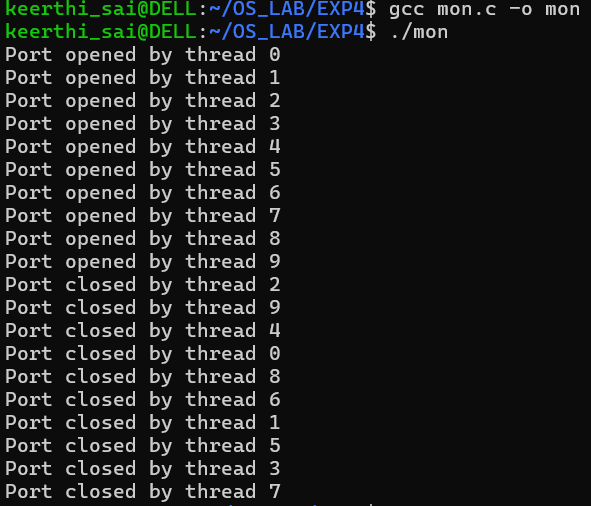 keerthi_sai@DELL:~/OS_LAB/EXP4$ gcc mon.c -o mon
keerthi_sai@DELL:~/OS_LAB/EXP4$ ./mon
Port opened by thread 0
Port opened by thread 1
Port opened by thread 2
Port opened by thread 3
Port opened by thread 4
Port opened by thread 5
Port opened by thread 6
Port opened by thread 7
Port opened by thread 8
Port opened by thread 9
Port closed by thread 2
Port closed by thread 9
Port closed by thread 4
Port closed by thread 0
Port closed by thread 8
Port closed by thread 6
Port closed by thread 1
Port closed by thread 5
Port closed by thread 3
Port closed by thread 7